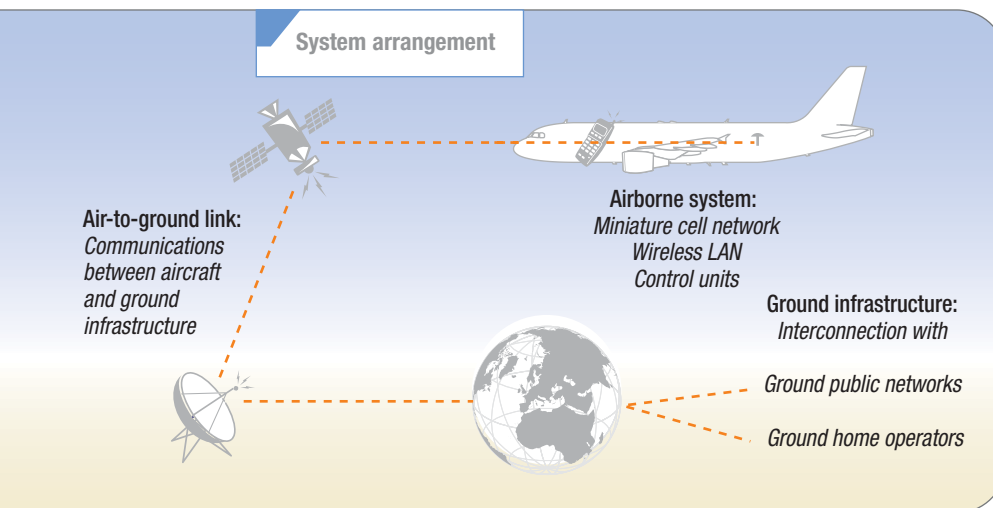 System arrangement
Air-to-ground link:
Communications
between aircraft
and ground
infrastructure
Airborne system:
Miniature cell network
Wireless LAN
Control units
Ground infrastructure:
Interconnection with
Ground public networks
Ground home operators